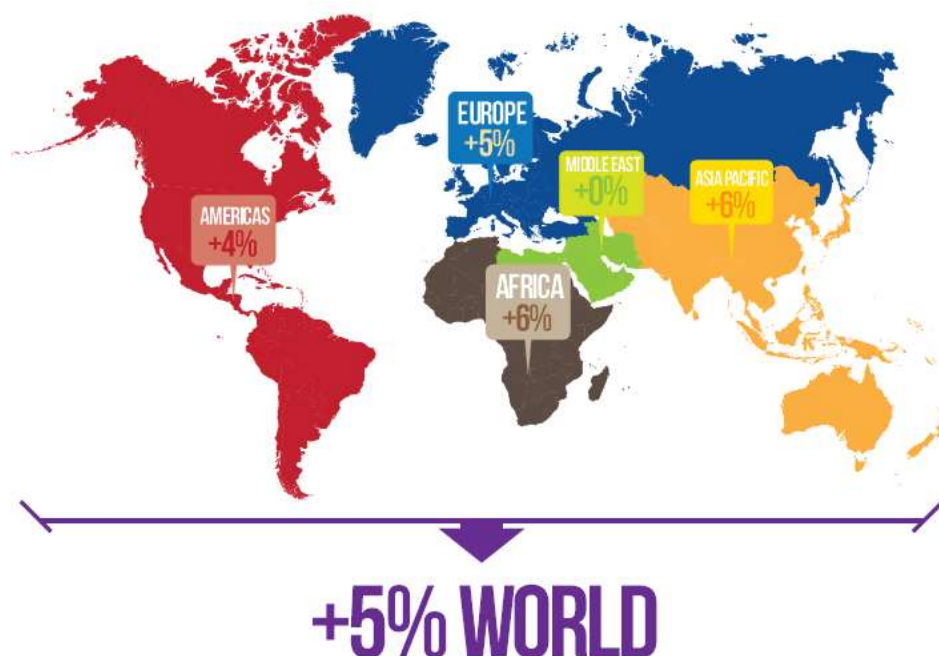 EUROPE
+5%
MIDDLE EAST
+0%
ASIA PACIFIC
+6%
AMERICAS
+4%
AFRICA
+6%
+5% WORLD